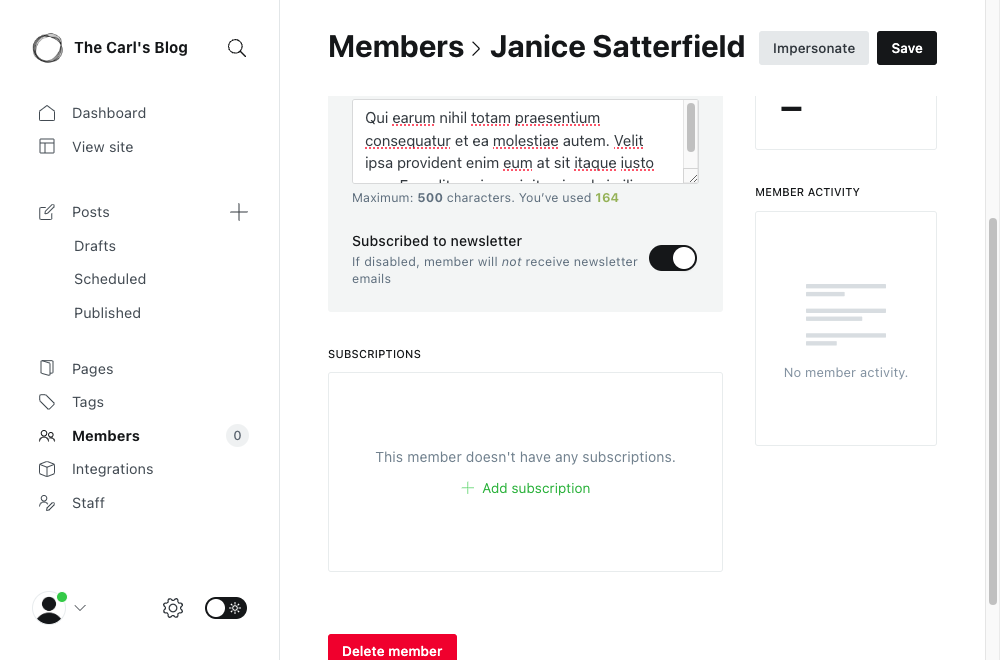 The Carl's Blog
Dashboard
View site
Posts
Drafts
Scheduled
Published
Pages
Tags
Members
0
Integrations
Staff
Members > Janice Satterfield
Impersonate
Save
Qui earum nihil totam praesentium
consequatur et ea molestiae autem. Velit
ipsa provident enim eum at sit itaque iusto
Maximum: 500 characters. You've used 164
Subscribed to newsletter
If disabled, member will not receive newsletter
emails
SUBSCRIPTIONS
This member doesn't have any subscriptions.
Add subscription
Delete member
MEMBER ACTIVITY
No member activity.